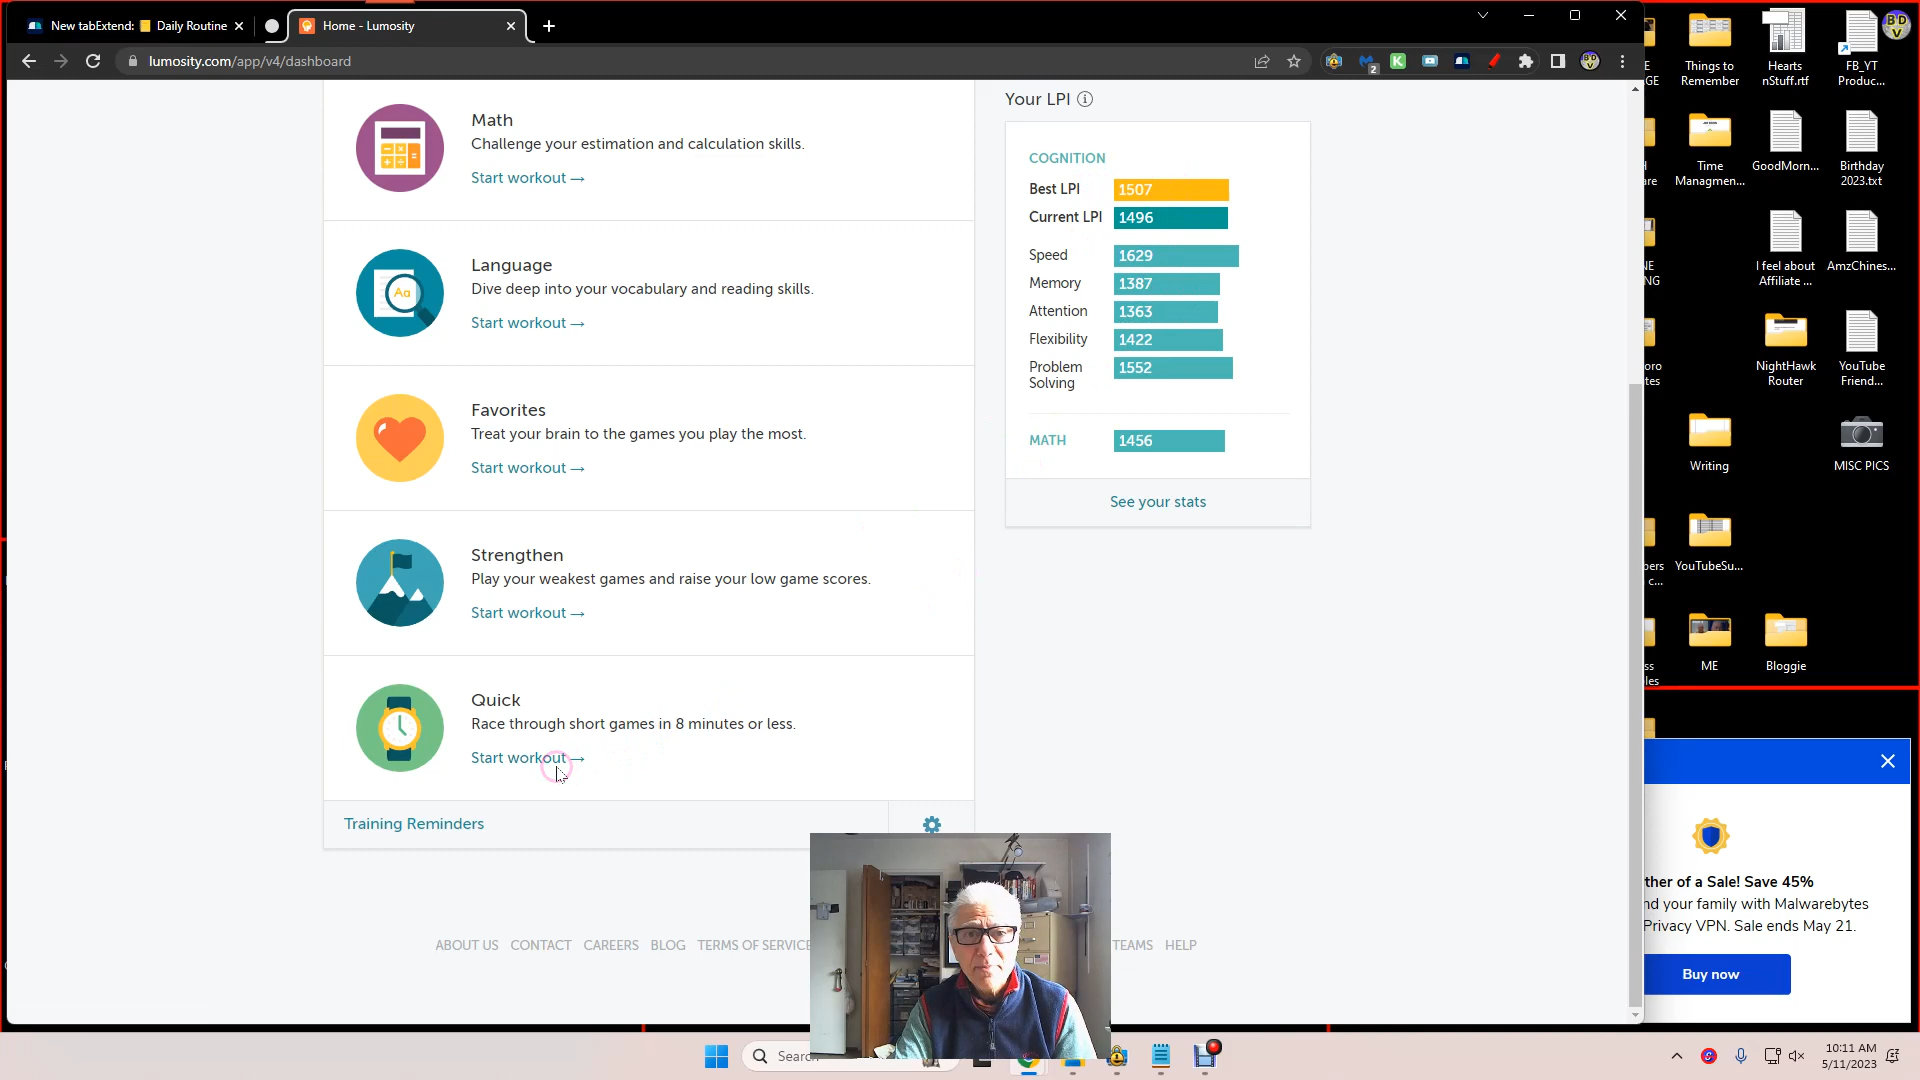 New tabExtend: Daily Routine
Home - Lumosity
lumosity.com/app/v4/dashboard
2
K
BD
V
Math
Challenge your estimation and calculation skills.
Start workout →
Language
Dive deep into your vocabulary and reading skills.
Start workout →
Aa
Favorites
Treat your brain to the games you play the most.
Start workout →
Strengthen
Play your weakest games and raise your low game scores.
Start workout →
Quick
Race through short games in 8 minutes or less.
Start workout →
Training Reminders
Your LPI
COGNITION
Best LPI 1507
Current LPI 1496
Speed 1629
Memory 1387
Attention 1363
Flexibility 1422
Problem Solving 1552
MATH 1456
See your stats
ABOUT US CONTACT CAREERS BLOG TERMS OF SERVICE
TEAMS HELP
Things to
Remember
Hearts
nStuff.rtf
FB_YT
Produc...
Time
Managmen...
GoodMorn...
Birthday
2023.txt
I feel about
Affiliate ...
AmzChines...
NightHawk
Router
YouTube
Friend...
Writing
MISC PICS
YouTubeSu...
ME
Bloggie
ther of a Sale! Save 45%
nd your family with Malwarebytes
Privacy VPN. Sale ends May 21.
Buy now
Search
10:11 AM
5/11/2023